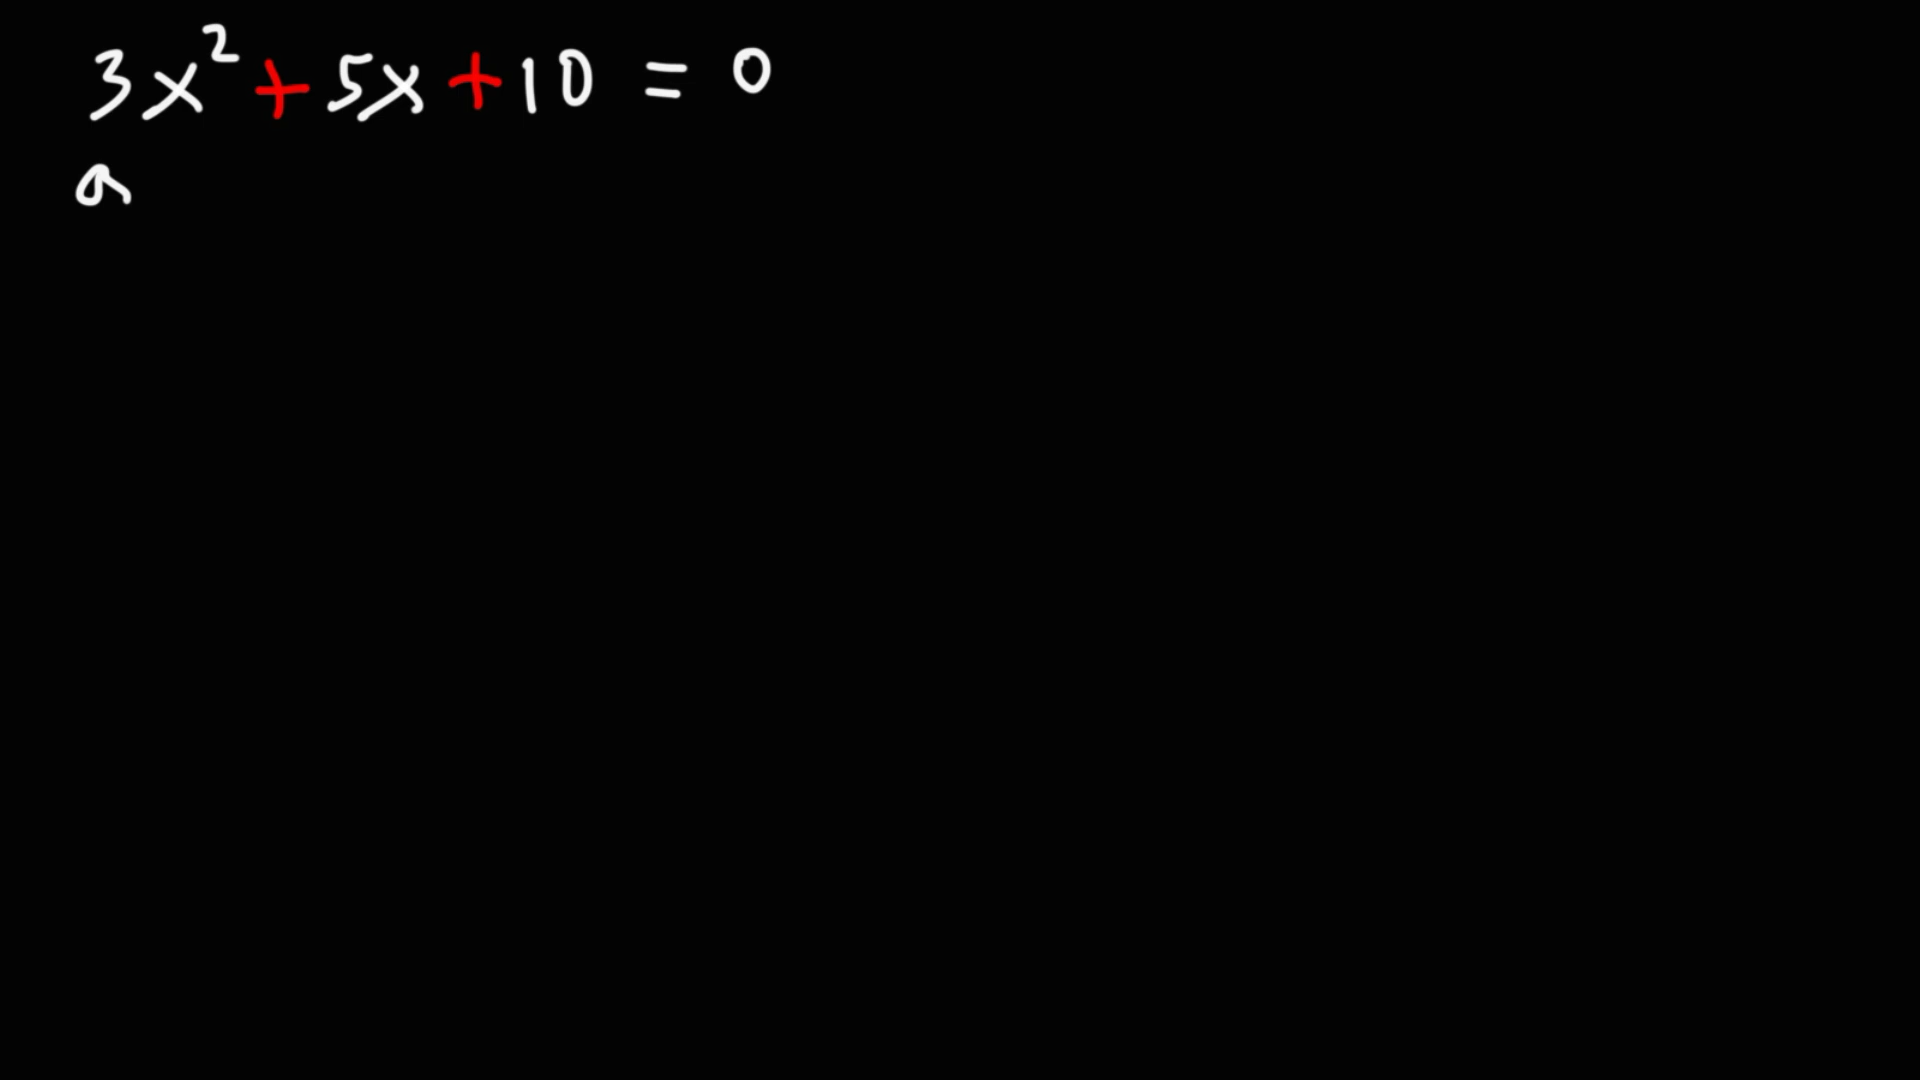 3x² + 5x + 10 = 0
a